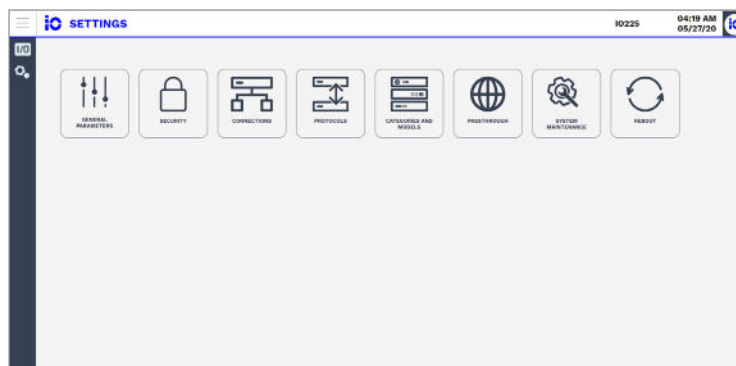 iO SETTINGS
IO225
04:19 AM
05/27/20
iO
I/O
GENERAL
PARAMETERS
SECURITY
CONNECTIONS
PROTOCOLS
CATEGORIES AND
MODELS
PASSTHROUGH
SYSTEM
MAINTENANCE
REBOOT